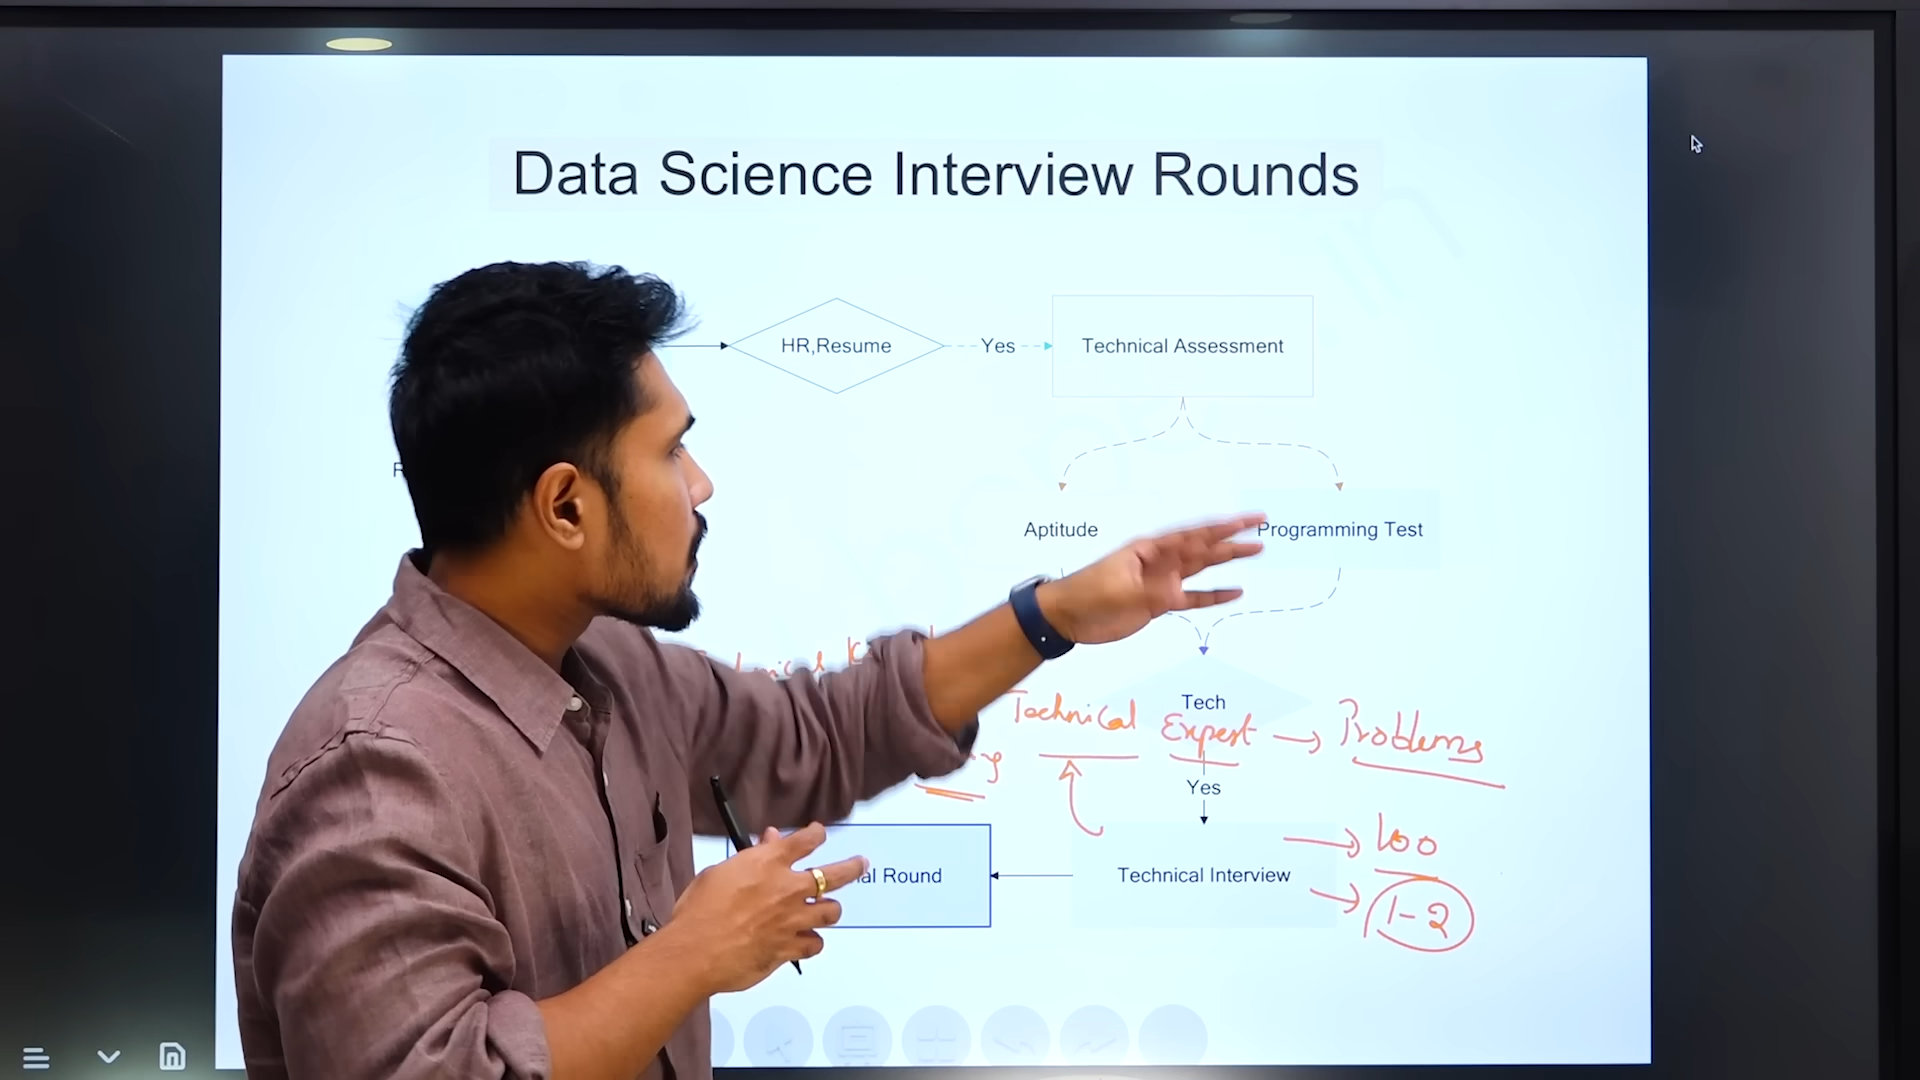 Data Science Interview Rounds
HR,Resume
Yes
Technical Assessment
Aptitude
Programming Test
Tech
Technical Expert → Problems
Yes
Round
Technical Interview
→ 100
→ 1-2